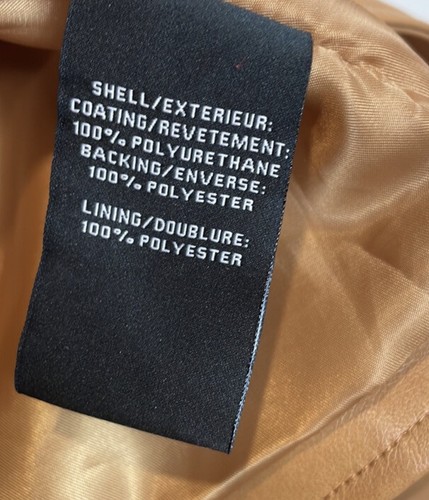 SHELL/EXTERIEUR:
COATING/REVETEMENT:
100% POLYURETHANE
BACKING/ENVERSE:
100% POLYESTER
LINING/DOUBLURE:
100% POLYESTER